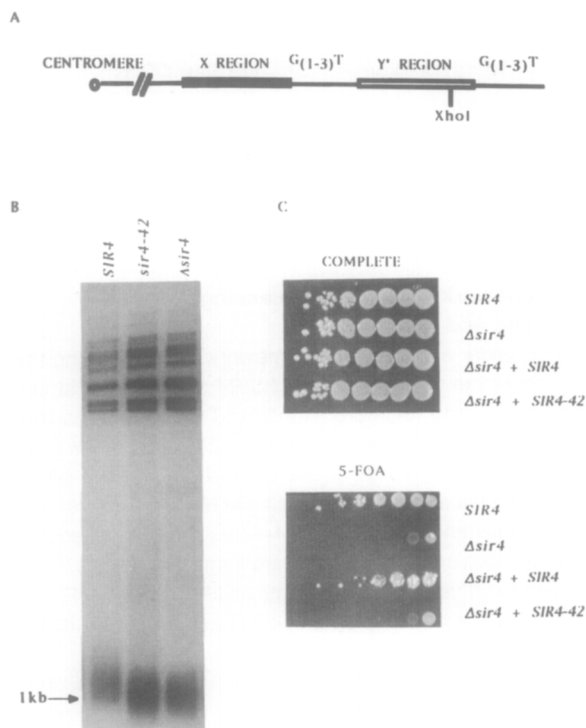 A
CENTROMERE X REGION G(1-3)T Y' REGION G(1-3)T
XhoI
B
SIR4 sir4-42 Δsir4
1kb
C
COMPLETE
SIR4
Δsir4
Δsir4 + SIR4
Δsir4 + SIR4-42
5-FOA
SIR4
Δsir4
Δsir4 + SIR4
Δsir4 + SIR4-42